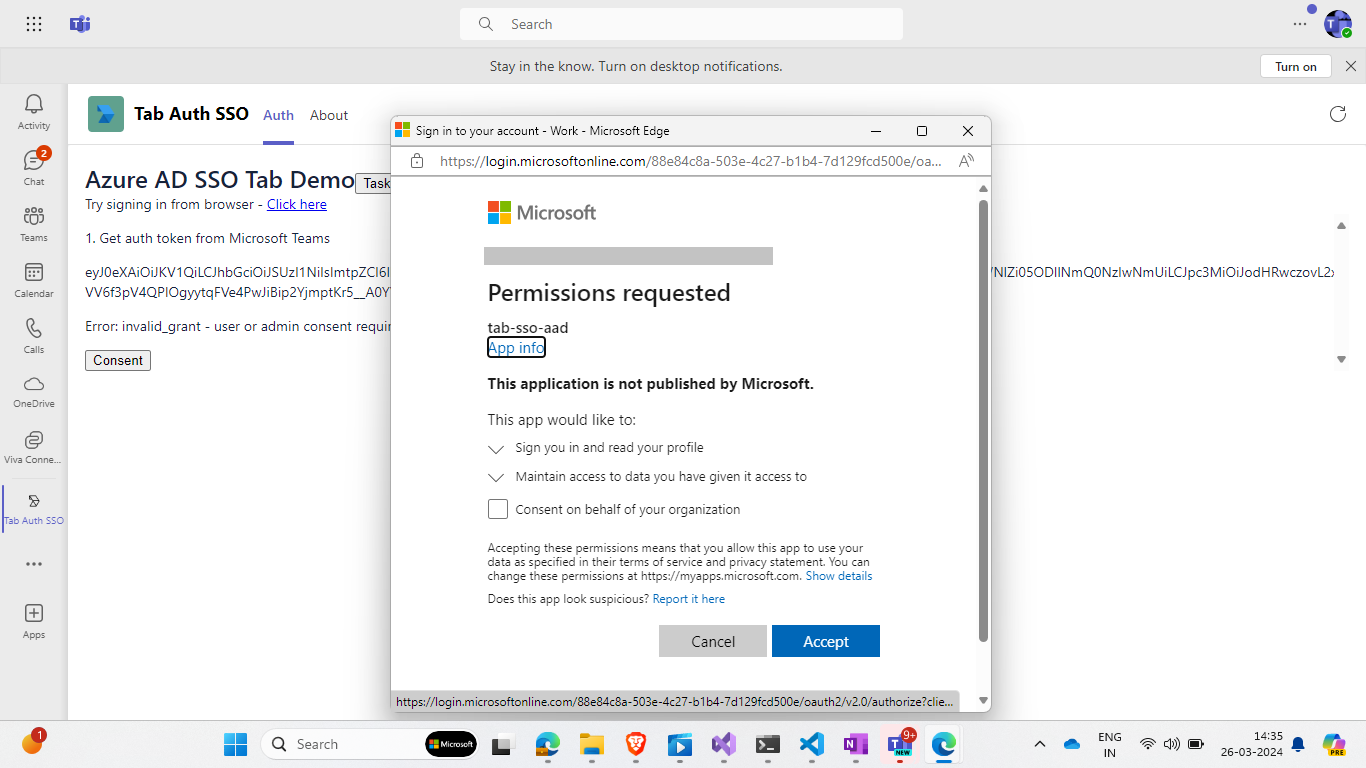 Search
Stay in the know. Turn on desktop notifications.
Turn on
Activity
2
Chat
Teams
Calendar
Calls
OneDrive
Viva Conne...
Tab Auth SSO
Apps
Tab Auth SSO
Auth
About
Azure AD SSO Tab Demo
Task
Try signing in from browser - Click here
1. Get auth token from Microsoft Teams
Error: invalid_grant - user or admin consent requir
Consent
Sign in to your account - Work - Microsoft Edge
https://login.microsoftonline.com/88e84c8a-503e-4c27-b1b4-7d129fcd500e/oa...
Microsoft
Permissions requested
tab-sso-aad
App info
This application is not published by Microsoft.
This app would like to:
Sign you in and read your profile
Maintain access to data you have given it access to
Consent on behalf of your organization
Accepting these permissions means that you allow this app to use your
data as specified in their terms of service and privacy statement. You can
change these permissions at https://myapps.microsoft.com. Show details
Does this app look suspicious? Report it here
Cancel
Accept
https://login.microsoftonline.com/88e84c8a-503e-4c27-b1b4-7d129fcd500e/oauth2/v2.0/authorize?clie...
1
Search
Microsoft
NEW
9+
ENG
IN
14:35
26-03-2024
PRE